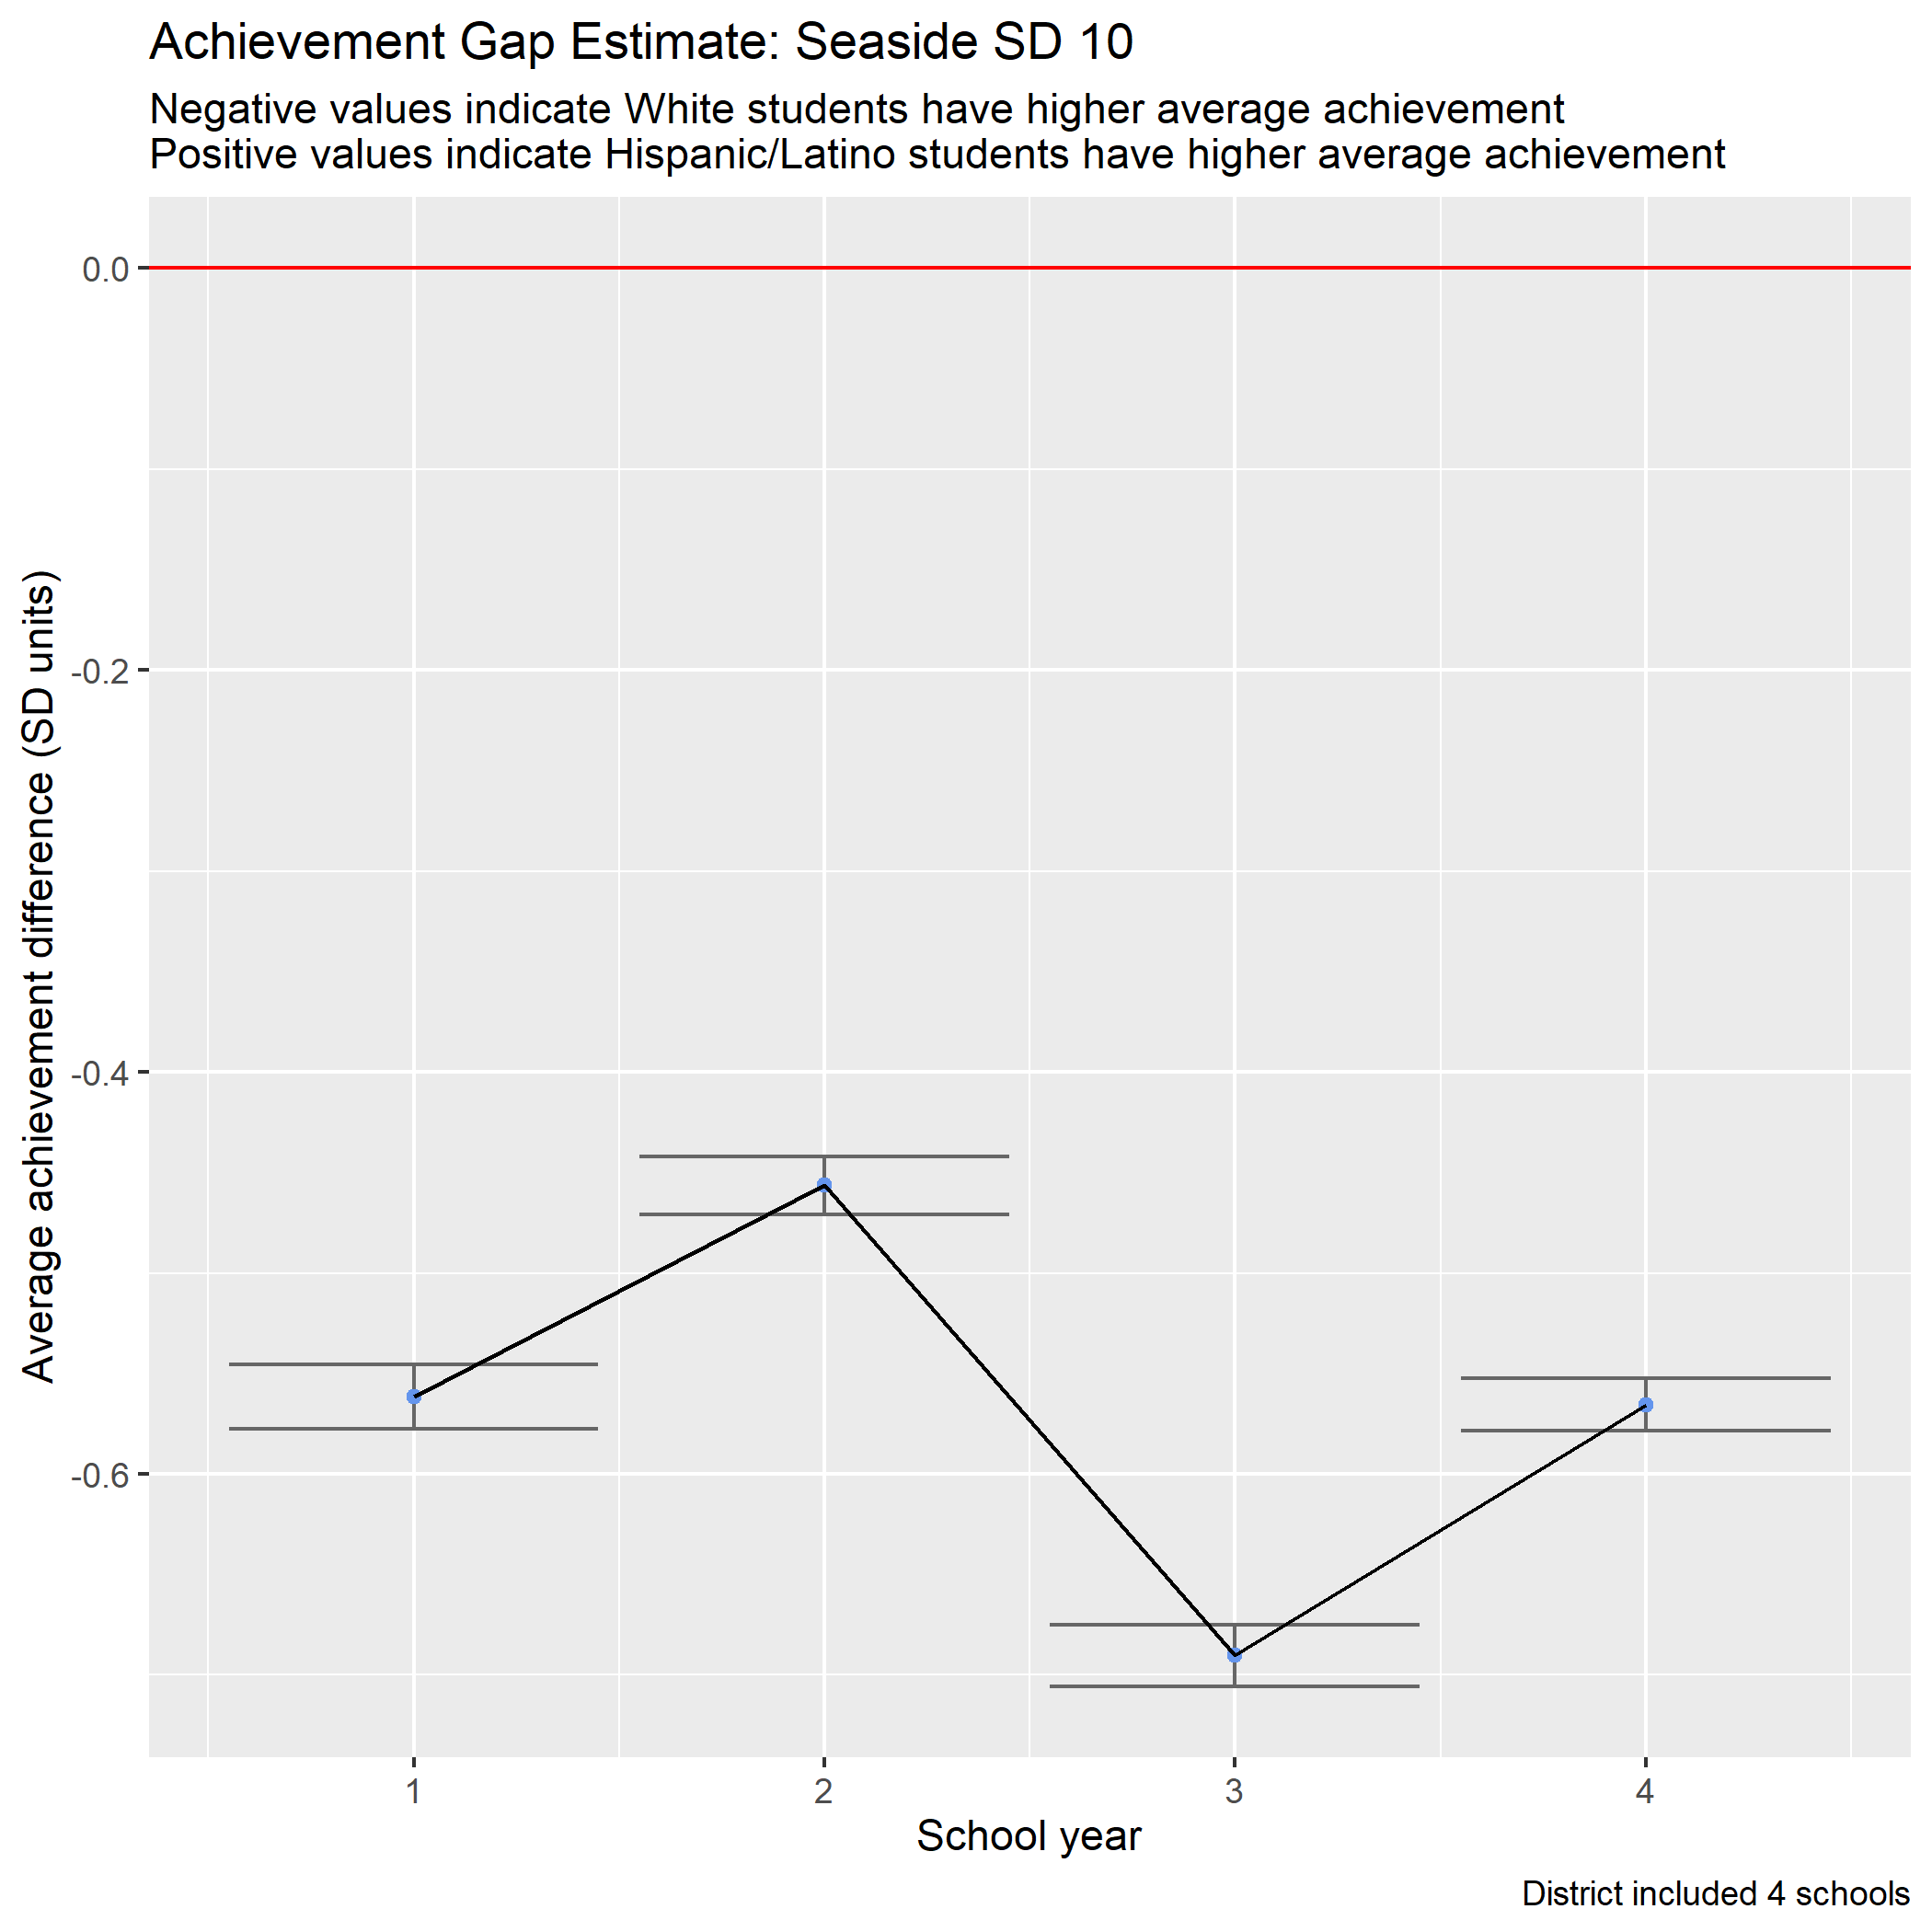 Achievement Gap Estimate: Seaside SD 10
Negative values indicate White students have higher average achievement
Positive values indicate Hispanic/Latino students have higher average achievement
Average achievement difference (SD units)
0.0
-0.2
-0.4
-0.6
1
2
3
4
School year
District included 4 schools